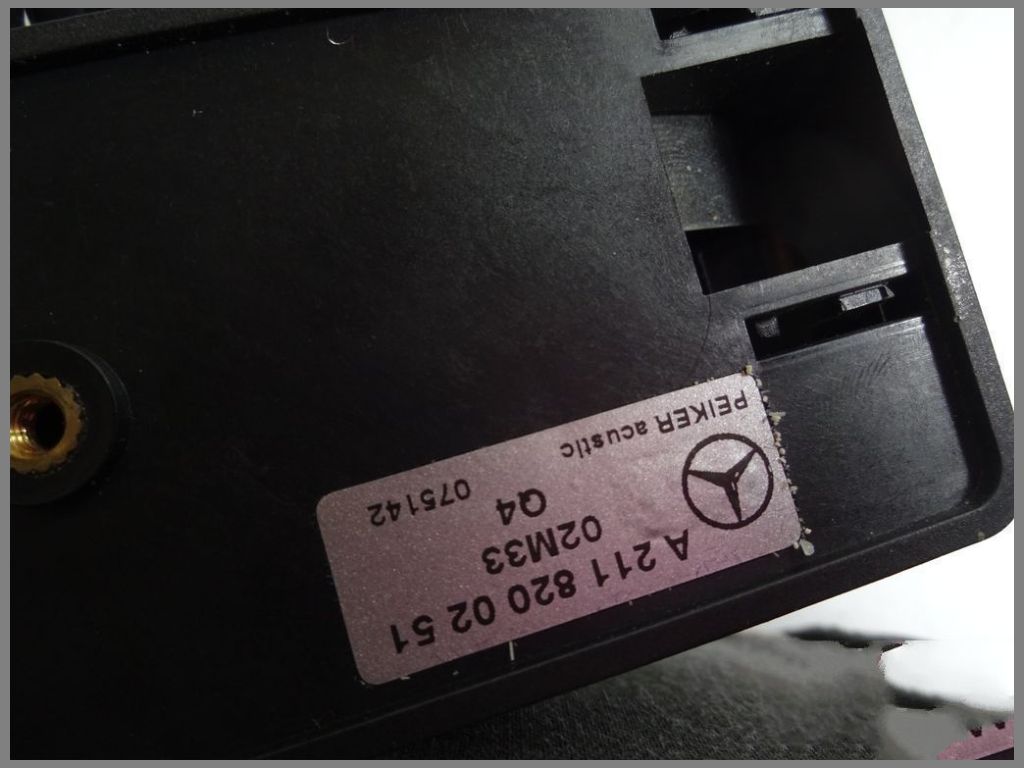 A 211 820 02 51
02M33
Q4 075142
PEIKER acustic